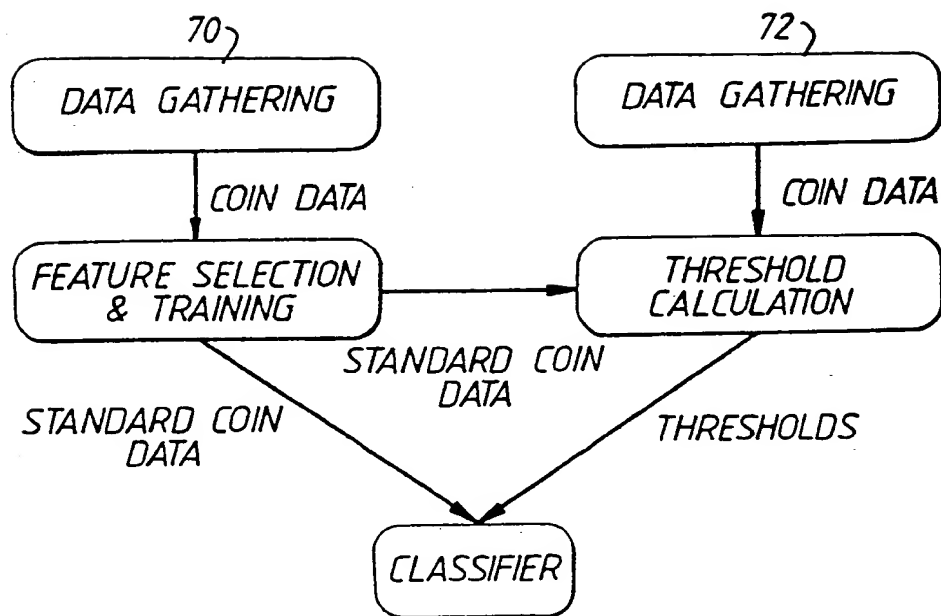 70
72
DATA GATHERING
DATA GATHERING
COIN DATA
COIN DATA
FEATURE SELECTION
& TRAINING
THRESHOLD
CALCULATION
STANDARD COIN
DATA
STANDARD COIN
DATA
THRESHOLDS
CLASSIFIER